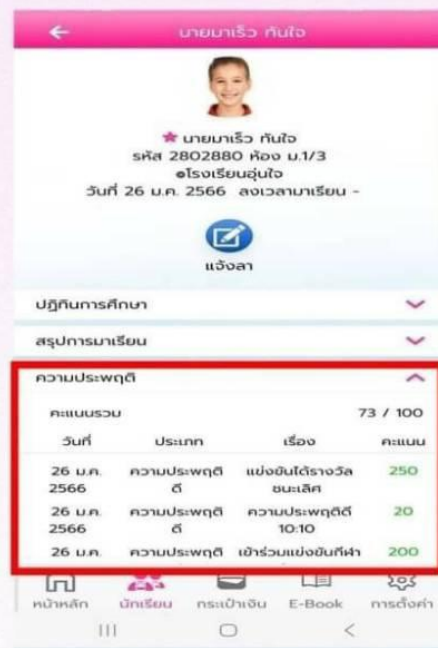 นายมาเร็ว ทันใจ
นายมาเร็ว ทันใจ
รหัส 2802880 ห้อง ม.1/3
โรงเรียนอุ่นใจ
วันที่ 26 ม.ค. 2566 ลงเวลามาเรียน -
แจ้งลา
ปฏิทินการศึกษา
สรุปการมาเรียน
ความประพฤติ
คะแนนรวม 73 / 100
วันที่ ประเภท เรื่อง คะแนน
26 ม.ค. ความประพฤติ แข่งขันได้รางวัล 250
2566 ดี ชนะเลิศ
26 ม.ค. ความประพฤติ ความประพฤติดี 20
2566 ดี 10:10
26 ม.ค. ความประพฤติ เข้าร่วมแข่งขันกีฬา 200
หน้าหลัก นักเรียน กระเป๋าเงิน E-Book การตั้งค่า